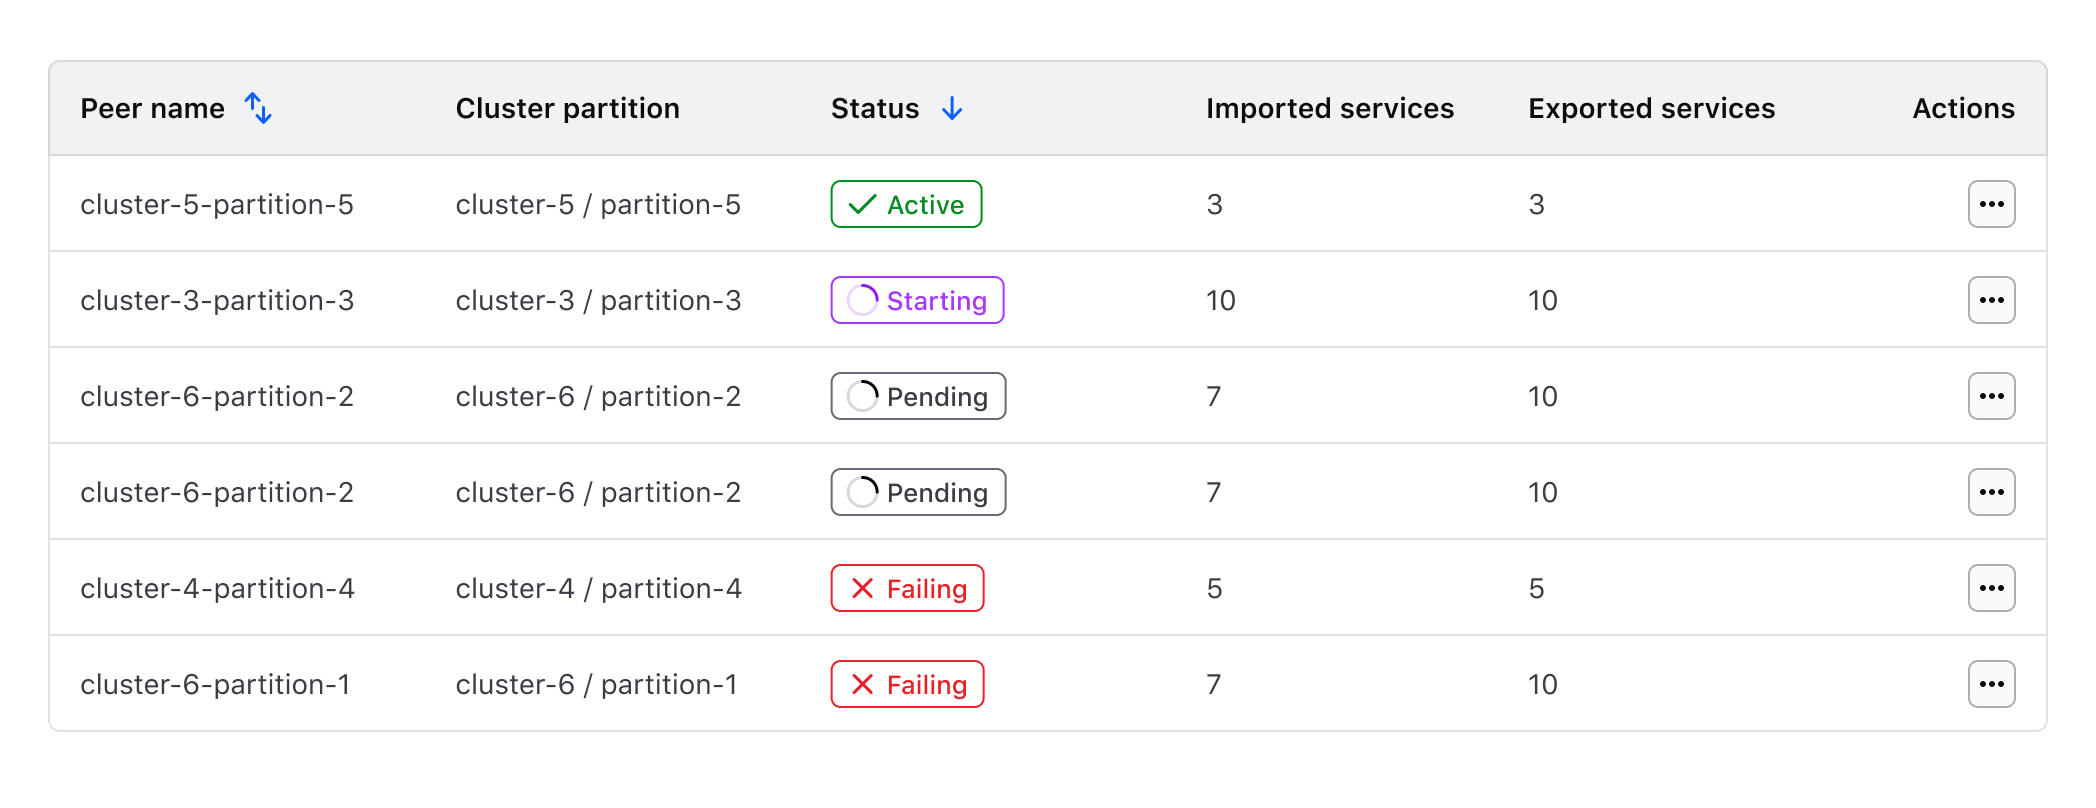 Peer name Cluster partition Status Imported services Exported services Actions
cluster-5-partition-5 cluster-5 / partition-5 Active 3 3
cluster-3-partition-3 cluster-3 / partition-3 Starting 10 10
cluster-6-partition-2 cluster-6 / partition-2 Pending 7 10
cluster-6-partition-2 cluster-6 / partition-2 Pending 7 10
cluster-4-partition-4 cluster-4 / partition-4 Failing 5 5
cluster-6-partition-1 cluster-6 / partition-1 Failing 7 10